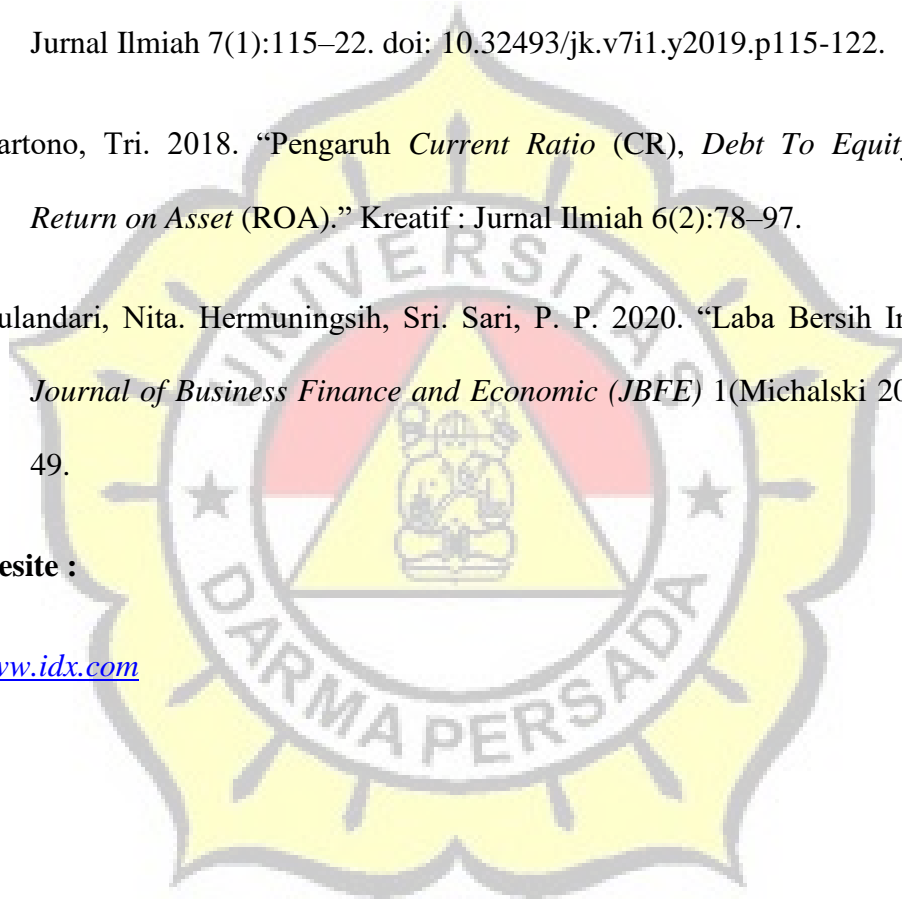 Jurnal Ilmiah 7(1):115–22. doi: 10.32493/jk.v7i1.y2019.p115-122.
artono, Tri. 2018. “Pengaruh Current Ratio (CR), Debt To Equity
Return on Asset (ROA).” Kreatif : Jurnal Ilmiah 6(2):78–97.
ulandari, Nita. Hermuningsih, Sri. Sari, P. P. 2020. “Laba Bersih
Journal of Business Finance and Economic (JBFE) 1(Michalski 20
49.
esite :
ww.idx.com
UNIVERSITAS
DARMA PERSADA